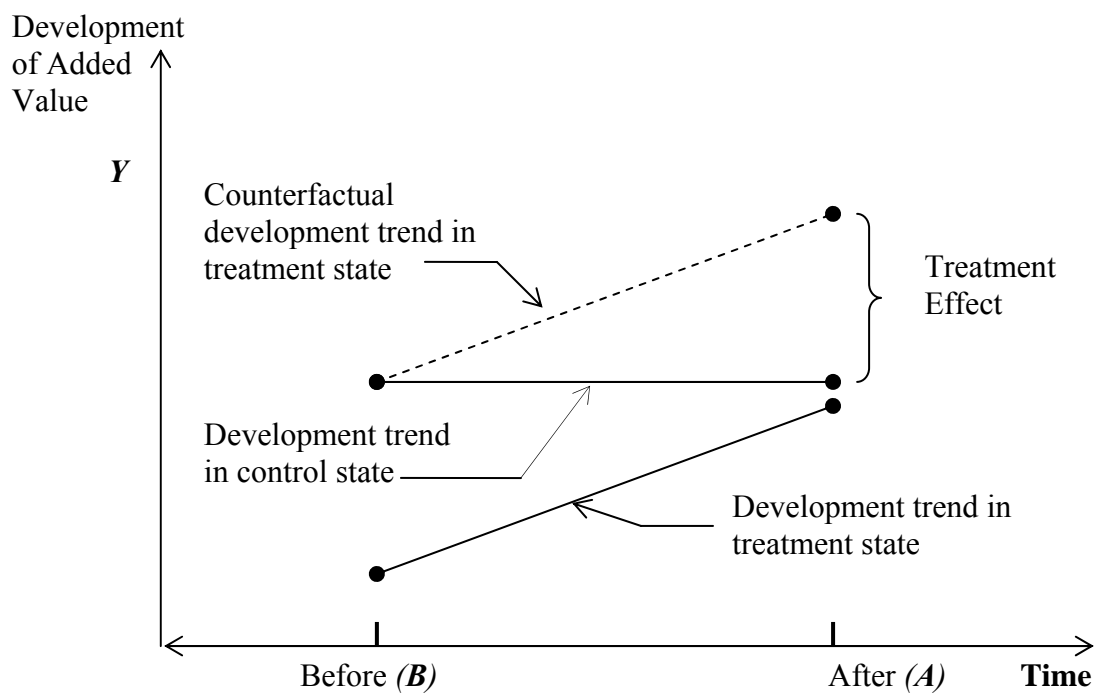 Development
of Added
Value
Y
Counterfactual
development trend in
treatment state
Treatment
Effect
Development trend
in control state
Development trend in
treatment state
Before (B)
After (A)
Time